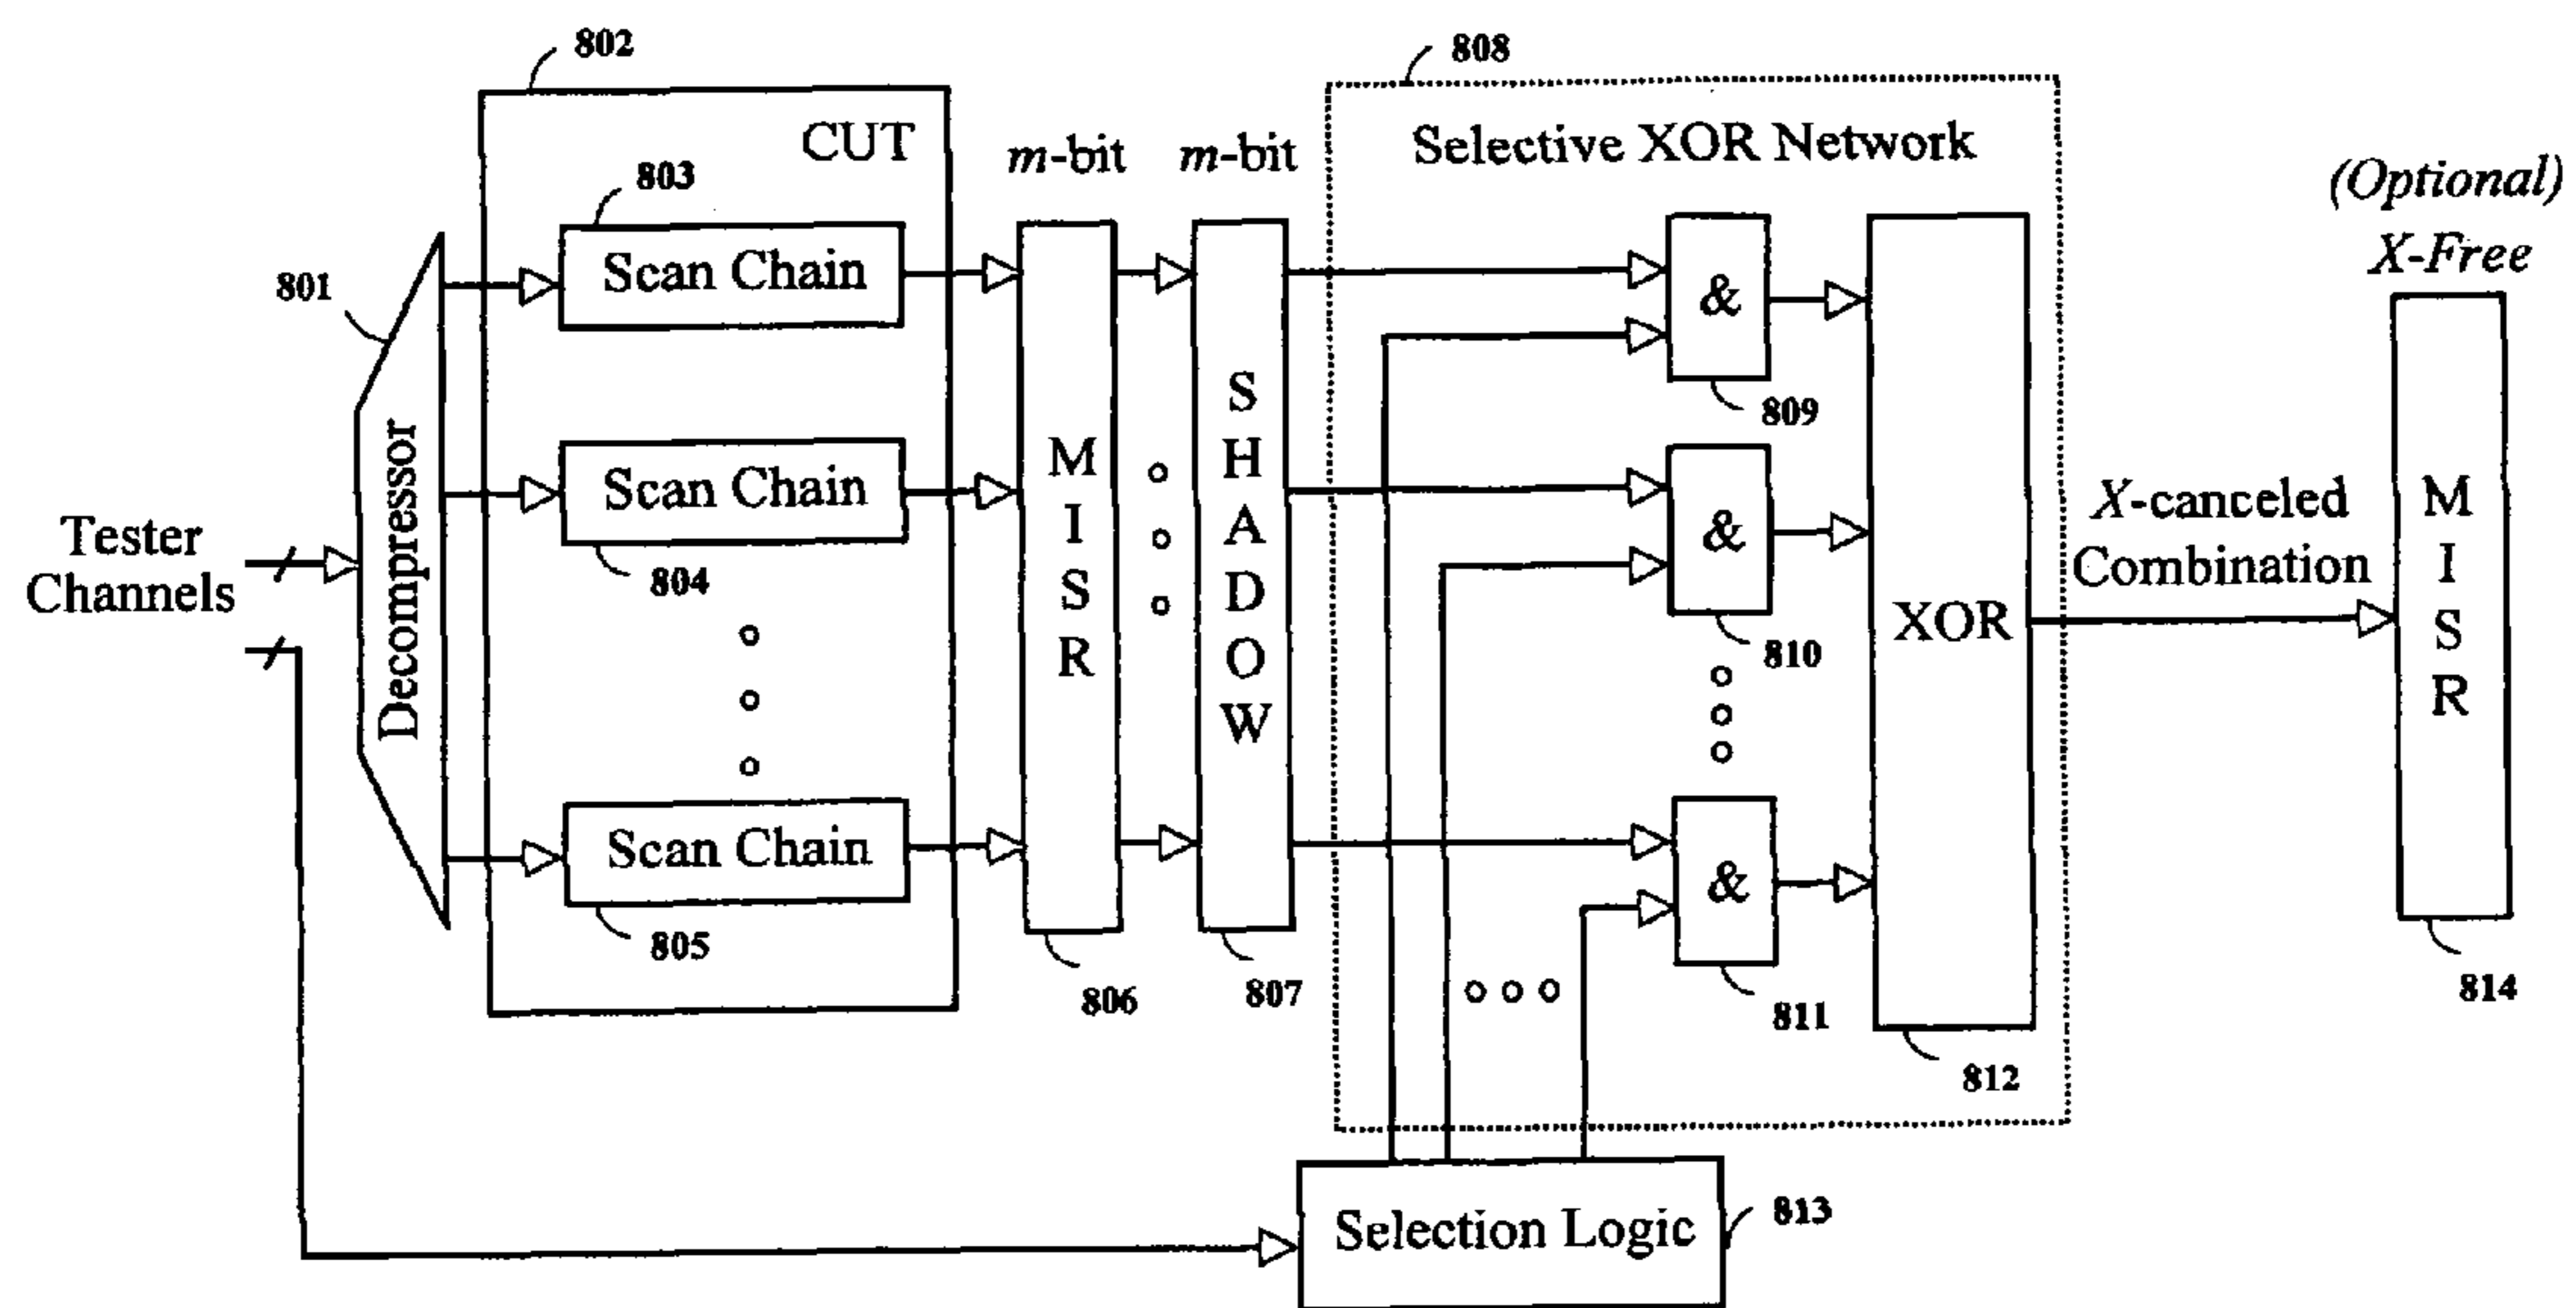 802
808
CUT
m-bit
m-bit
Selective XOR Network
(Optional)
X-Free
803
Scan Chain
801
&
809
S
H
A
D
O
W
M
I
S
R
Scan Chain
804
Decompressor
Tester
Channels
&
810
XOR
X-canceled
Combination
M
I
S
R
Scan Chain
805
&
811
806
807
812
814
Selection Logic
813